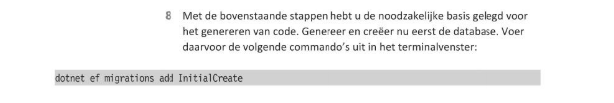 8 Met de bovenstaande stappen hebt u de noodzakelijke basis gelegd voor
het genereren van code. Genereer en creëer nu eerst de database. Voer
daarvoor de volgende commando's uit in het terminalvenster:
dotnet ef migrations add InitialCreate